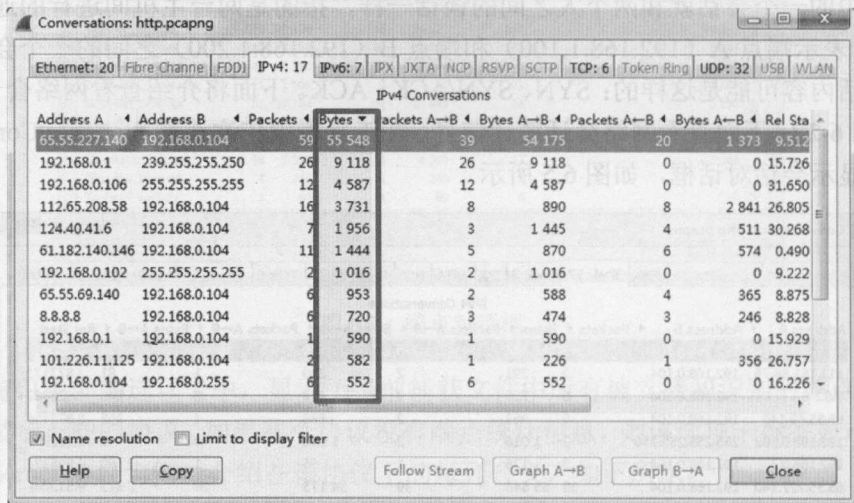 Conversations: http.pcapng
Ethernet: 20 Fibre Channel FDDI IPv4: 17 IPv6: 7 IPX JXTA NCP RSVP SCTP TCP: 6 Token Ring UDP: 32 USB WLAN
IPv4 Conversations
Address A Address B Packets Bytes Packets A→B Bytes A→B Packets A←B Bytes A←B Rel Sta
65.55.227.140 192.168.0.104 59 55 548 39 54 175 20 1 373 9.512
192.168.0.1 239.255.255.250 26 9 118 26 9 118 0 0 15.726
192.168.0.106 255.255.255.255 12 4 587 12 4 587 0 0 31.650
112.65.208.58 192.168.0.104 16 3 731 8 890 8 2 841 26.805
124.40.41.6 192.168.0.104 7 1 956 3 1 445 4 511 30.268
61.182.140.146 192.168.0.104 11 1 444 5 870 6 574 0.490
192.168.0.102 255.255.255.255 2 1 016 2 1 016 0 0 9.222
65.55.69.140 192.168.0.104 6 953 2 588 4 365 8.875
8.8.8.8 192.168.0.104 6 720 3 474 3 246 8.828
192.168.0.1 192.168.0.104 1 590 1 590 0 0 15.929
101.226.11.125 192.168.0.104 2 582 1 226 1 356 26.757
192.168.0.104 192.168.0.255 6 552 6 552 0 0 16.226
Name resolution Limit to display filter
Help Copy Follow Stream Graph A→B Graph B→A Close